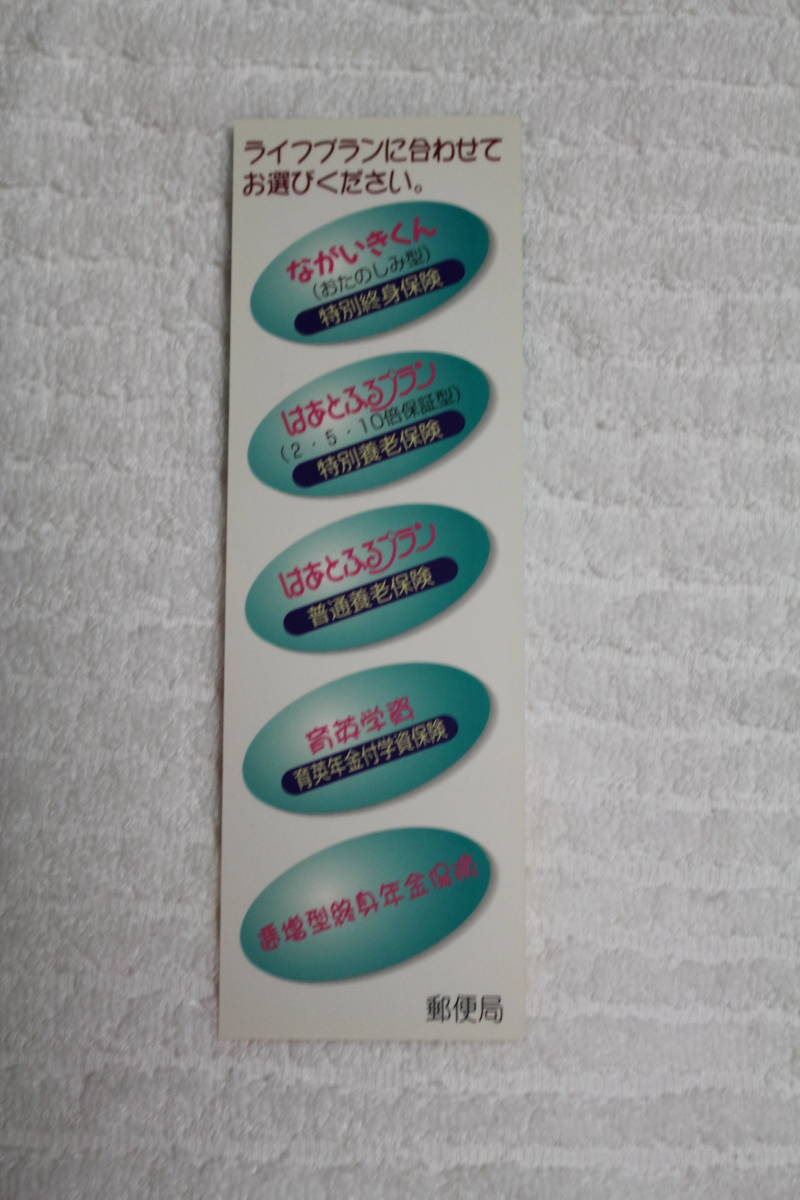 ライフプランに合わせて
お選びください。
ながいきくん
(おたのしみ型)
特別終身保険
はあとふるプラン
(2・5・10倍保証型)
特別養老保険
はあとふるプラン
普通養老保険
育英学資
育英年金付学資保険
逓増型終身年金保険
郵便局